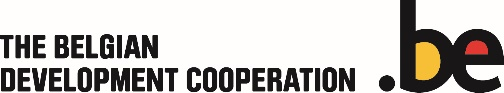 THE BELGIAN
DEVELOPMENT COOPERATION .be